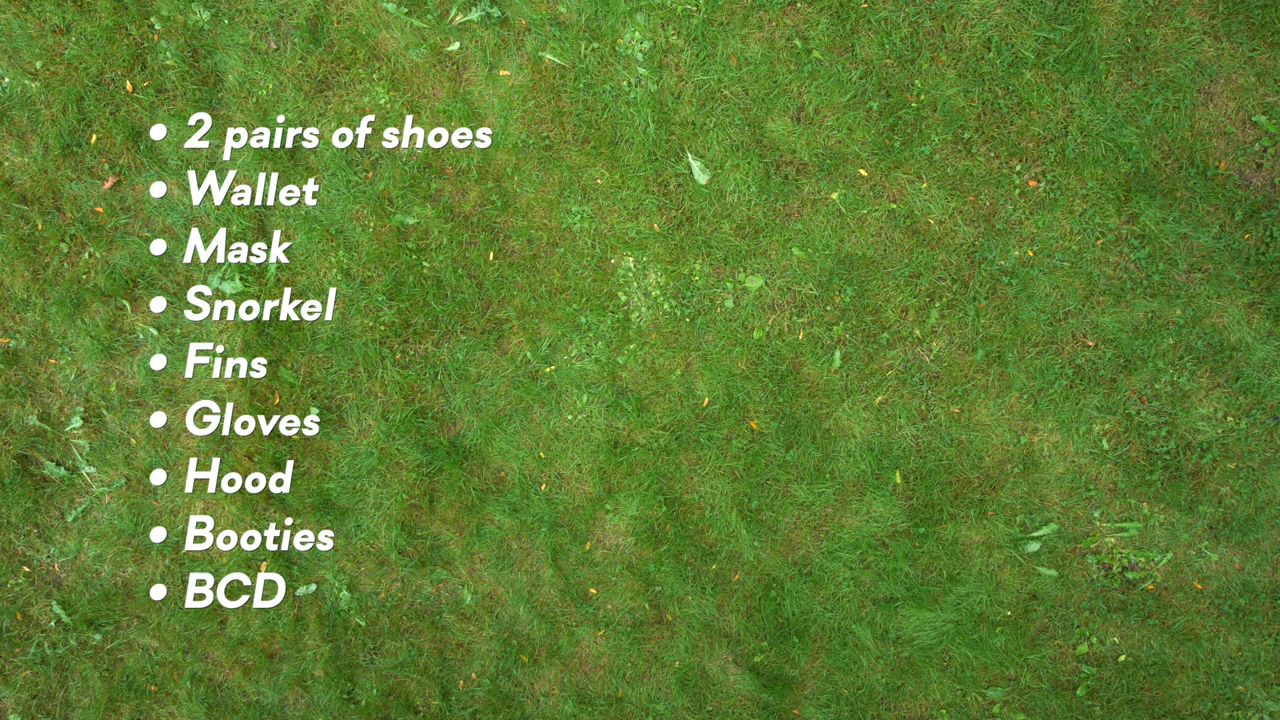 • 2 pairs of shoes
• Wallet
• Mask
• Snorkel
• Fins
• Gloves
• Hood
• Booties
• BCD